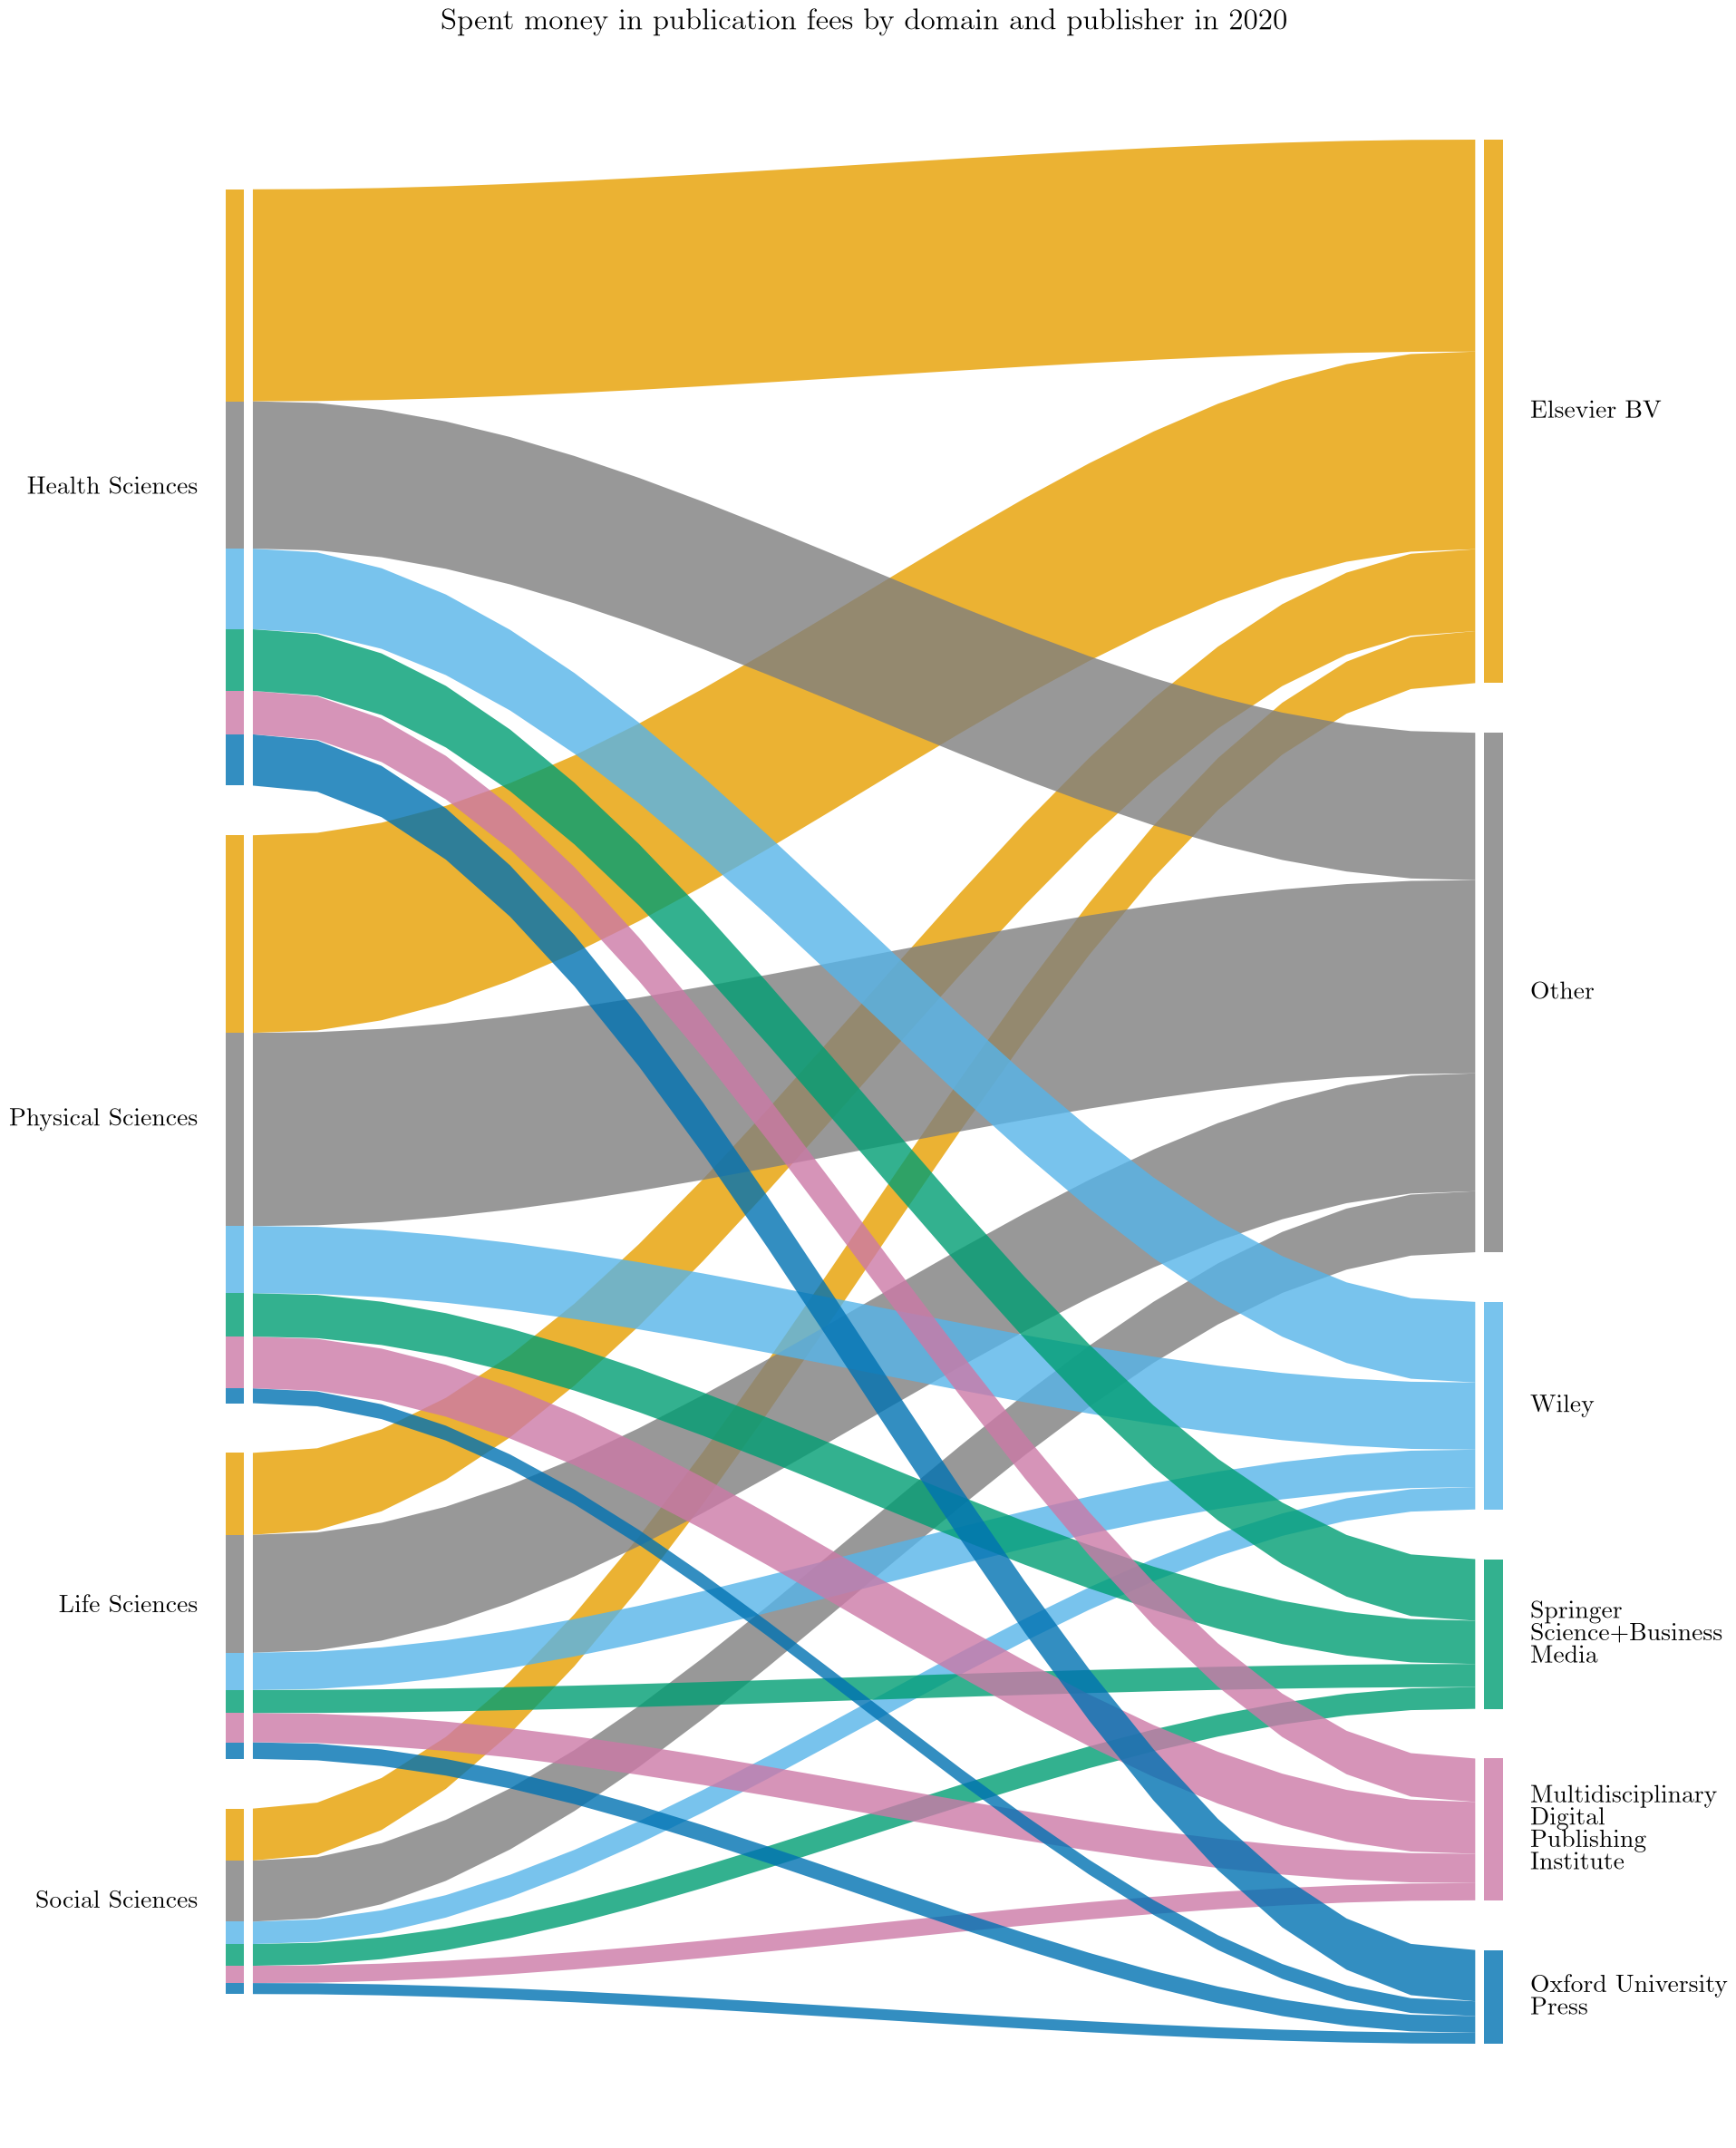 Spent money in publication fees by domain and publisher in 2020
Health Sciences
Physical Sciences
Life Sciences
Social Sciences
Elsevier BV
Other
Wiley
Springer
Science+Business
Media
Multidisciplinary
Digital
Publishing
Institute
Oxford University
Press